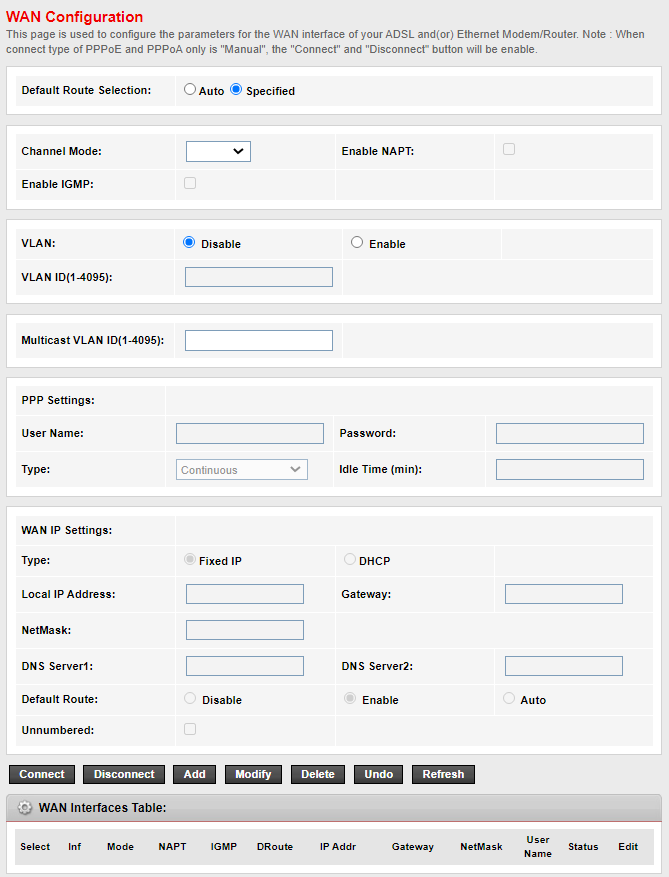 WAN Configuration
This page is used to configure the parameters for the WAN interface of your ADSL and(or) Ethernet Modem/Router. Note : When
connect type of PPPoE and PPPoA only is "Manual", the "Connect" and "Disconnect" button will be enable.
Default Route Selection: Auto Specified
Channel Mode: Enable NAPT:
Enable IGMP:
VLAN: Disable Enable
VLAN ID(1-4095):
Multicast VLAN ID(1-4095):
PPP Settings:
User Name: Password:
Type: Continuous Idle Time (min):
WAN IP Settings:
Type: Fixed IP DHCP
Local IP Address: Gateway:
NetMask:
DNS Server1: DNS Server2:
Default Route: Disable Enable Auto
Unnumbered:
Connect Disconnect Add Modify Delete Undo Refresh
WAN Interfaces Table:
Select Inf Mode NAPT IGMP DRoute IP Addr Gateway NetMask User Name Status Edit